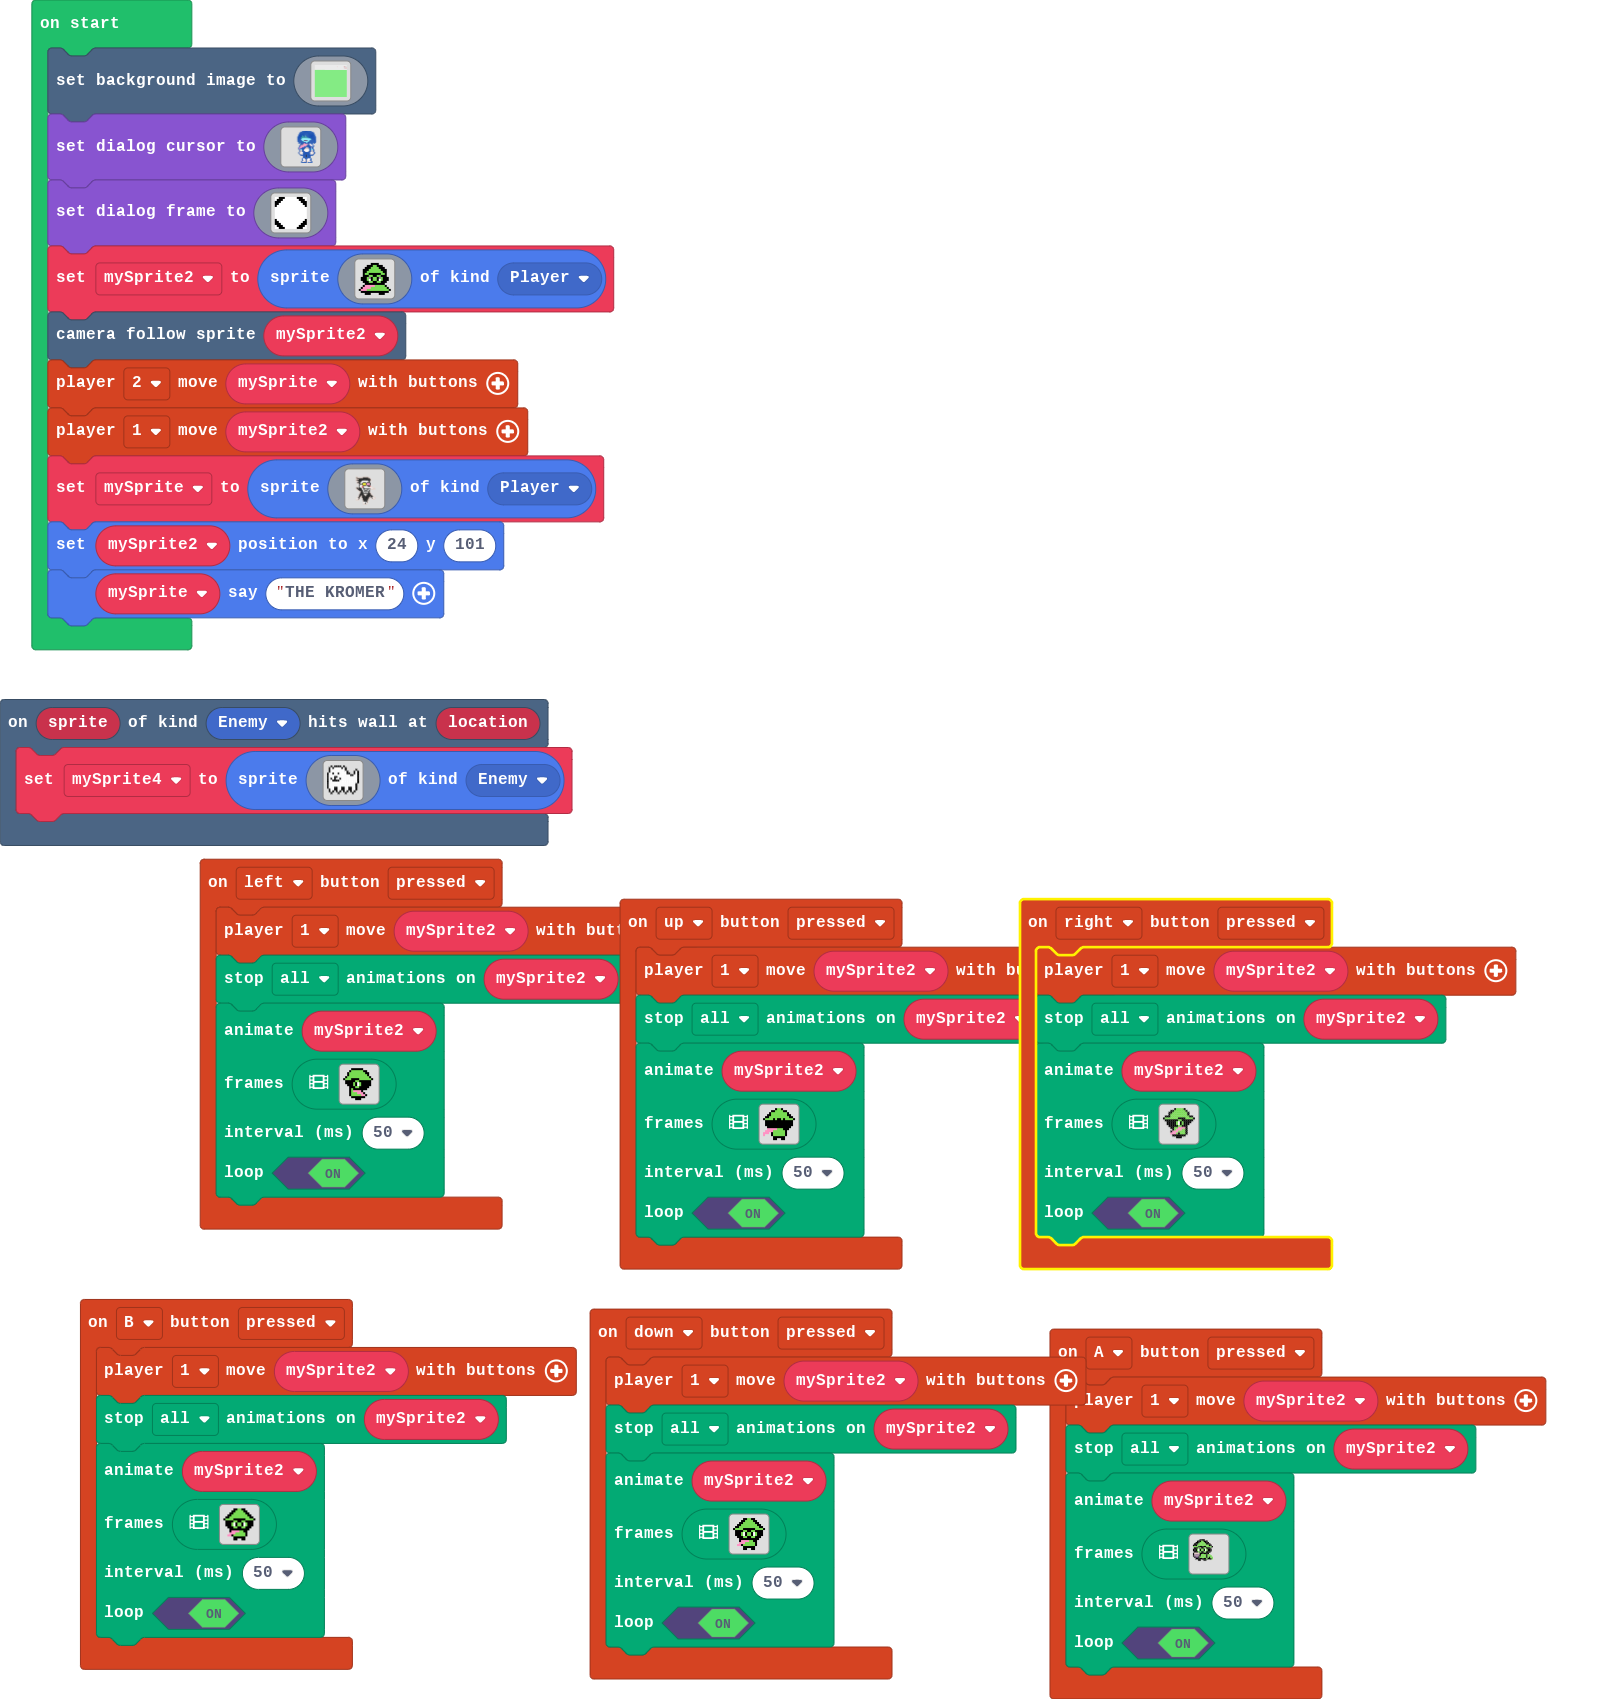 on start
set background image to
set dialog cursor to
set dialog frame to
set mySprite2 to sprite of kind Player
camera follow sprite mySprite2
player 2 move mySprite with buttons
player 1 move mySprite2 with buttons
set mySprite to sprite of kind Player
set mySprite2 position to x 24 y 101
mySprite say "THE KROMER"
on sprite of kind Enemy hits wall at location
set mySprite4 to sprite of kind Enemy
on left button pressed
player 1 move mySprite2 with
stop all animations on mySprite2
animate mySprite2
frames
interval (ms) 50
loop ON
on up button pressed
player 1 move mySprite2 with
stop all animations on mySprite2
animate mySprite2
frames
interval (ms) 50
loop ON
on right button pressed
player 1 move mySprite2 with buttons
stop all animations on mySprite2
animate mySprite2
frames
interval (ms) 50
loop ON
on B button pressed
player 1 move mySprite2 with buttons
stop all animations on mySprite2
animate mySprite2
frames
interval (ms) 50
loop ON
on down button pressed
player 1 move mySprite2 with buttons
stop all animations on mySprite2
animate mySprite2
frames
interval (ms) 50
loop ON
on A button pressed
player 1 move mySprite2 with buttons
stop all animations on mySprite2
animate mySprite2
frames
interval (ms) 50
loop ON